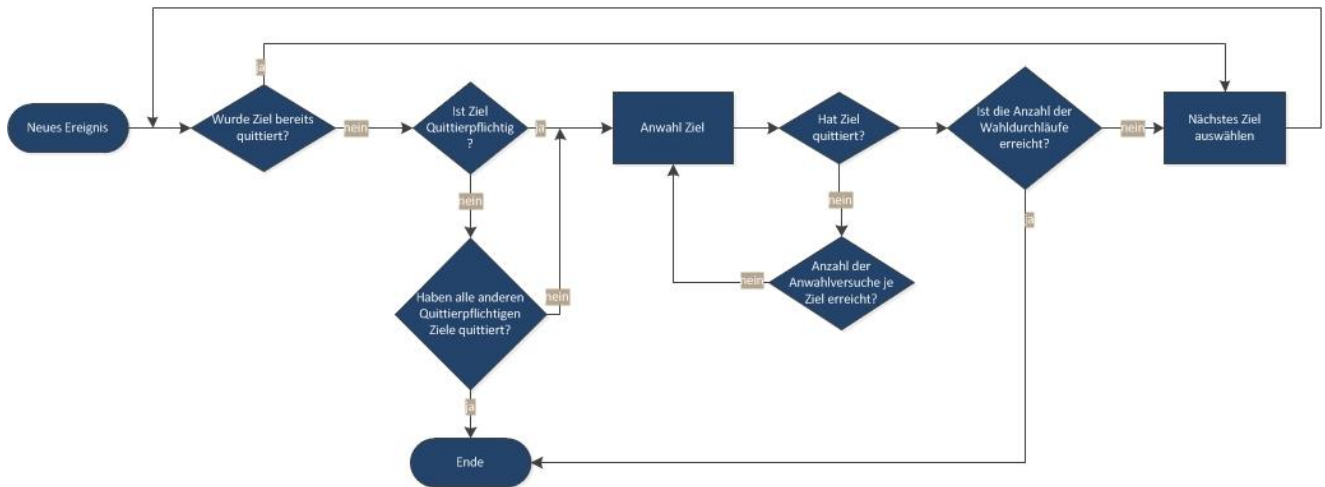 ja
Neues Ereignis
Wurde Ziel bereits
quittiert?
nein
Ist Ziel
Quittierpflichtig
?
ja
Anwahl Ziel
Hat Ziel
quittiert?
Ist die Anzahl der
Wahldurchläufe
erreicht?
nein
Nächstes Ziel
auswählen
nein
nein
ja
Haben alle anderen
Quittierpflichtigen
Ziele quittiert?
nein
nein
Anzahl der
Anwahlversuche je
Ziel erreicht?
ja
Ende